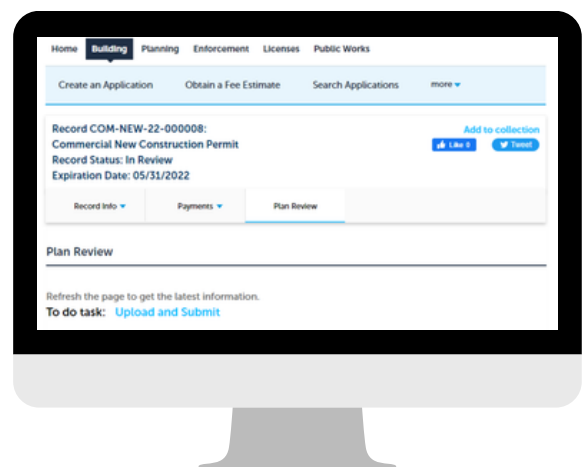 Home Building Planning Enforcement Licenses Public Works
Create an Application Obtain a Fee Estimate Search Applications more
Record COM-NEW-22-000008:
Commercial New Construction Permit
Record Status: In Review
Expiration Date: 05/31/2022
Add to collection
Like 0 Tweet
Record Info Payments Plan Review
Plan Review
Refresh the page to get the latest information.
To do task: Upload and Submit